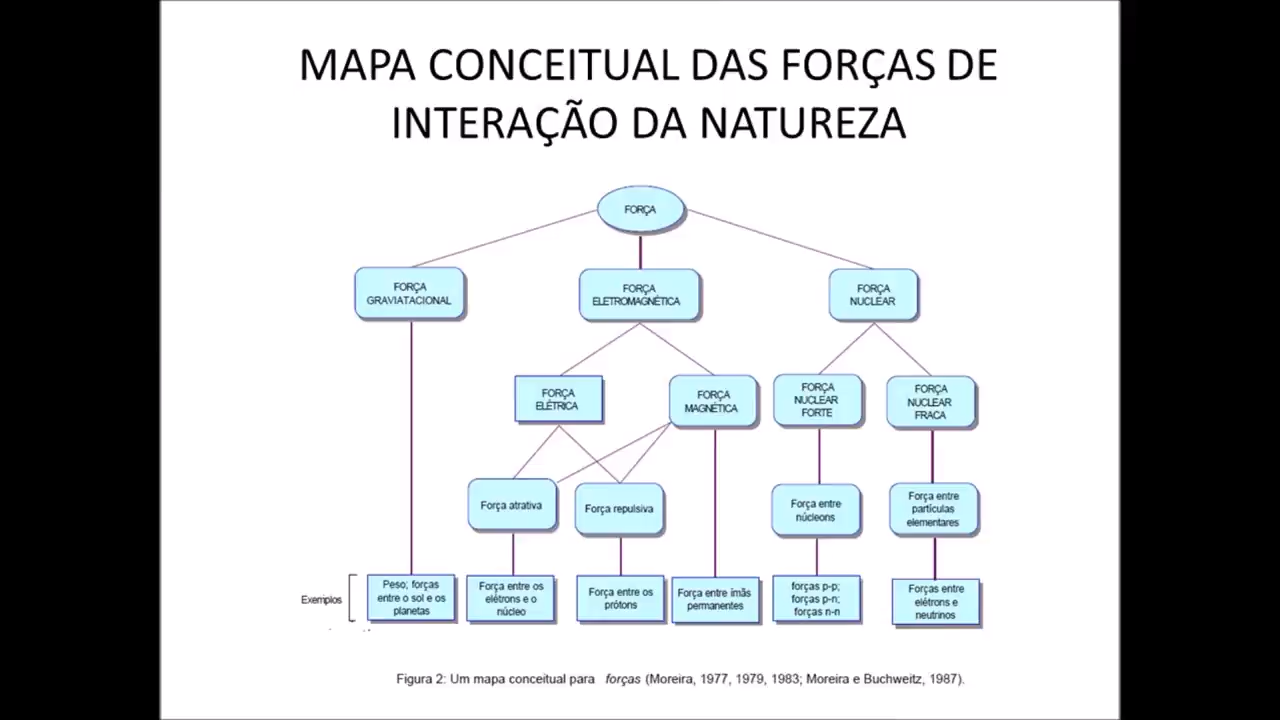 MAPA CONCEITUAL DAS FORÇAS DE
INTERAÇÃO DA NATUREZA
FORÇA
FORÇA
GRAVIATACIONAL
FORÇA
ELETROMAGNÉTICA
FORÇA
NUCLEAR
FORÇA
ELÉTRICA
FORÇA
MAGNÉTICA
FORÇA
NUCLEAR
FORTE
FORÇA
NUCLEAR
FRACA
Força atrativa
Força repulsiva
Força entre
núcleons
Força entre
partículas
elementares
Exemplos
Peso; forças
entre o sol e os
planetas
Força entre os
elétrons e o
núcleo
Força entre os
prótons
Força entre imãs
permanentes
forças p-p;
forças p-n;
forças n-n
Forças entre
elétrons e
neutrinos
Figura 2: Um mapa conceitual para forças (Moreira, 1977, 1979, 1983; Moreira e Buchweitz, 1987).